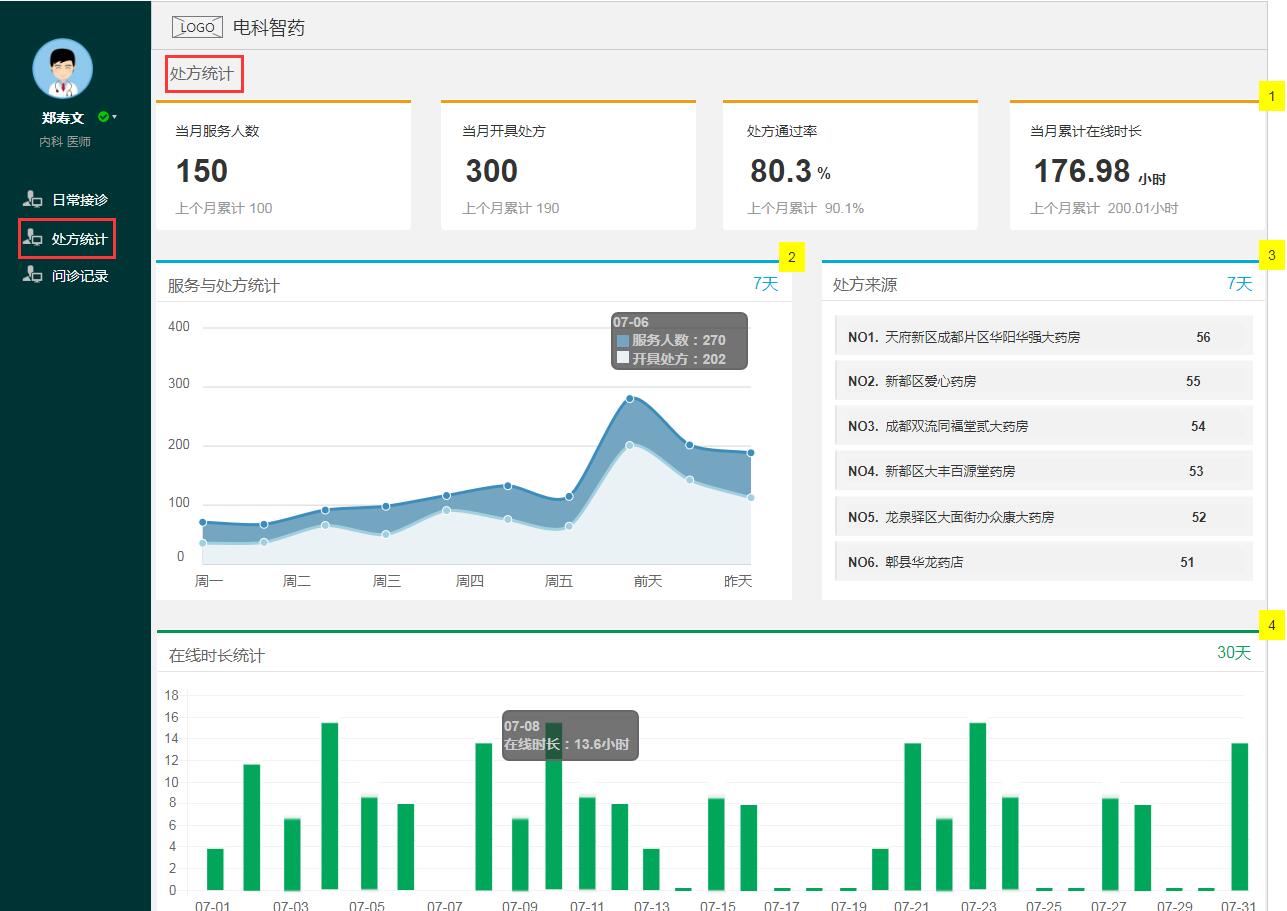 LOGO 电科智药
郑寿文
内科 医师
日常接诊
处方统计
问诊记录
处方统计
1
当月服务人数
150
上个月累计 100
当月开具处方
300
上个月累计 190
处方通过率
80.3 %
上个月累计 90.1%
当月累计在线时长
176.98 小时
上个月累计 200.01小时
2
服务与处方统计 7天
07-06
服务人数：270
开具处方：202
400
300
200
100
0
周一 周二 周三 周四 周五 前天 昨天
3
处方来源 7天
NO1. 天府新区成都片区华阳华强大药房 56
NO2. 新都区爱心药房 55
NO3. 成都双流同福堂贰大药房 54
NO4. 新都区大丰百源堂药房 53
NO5. 龙泉驿区大面街办众康大药房 52
NO6. 郫县华龙药店 51
4
在线时长统计 30天
07-08
在线时长：13.6小时
18
16
14
12
10
8
6
4
2
0
07-01 07-03 07-05 07-07 07-09 07-11 07-13 07-15 07-17 07-19 07-21 07-23 07-25 07-27 07-29 07-31